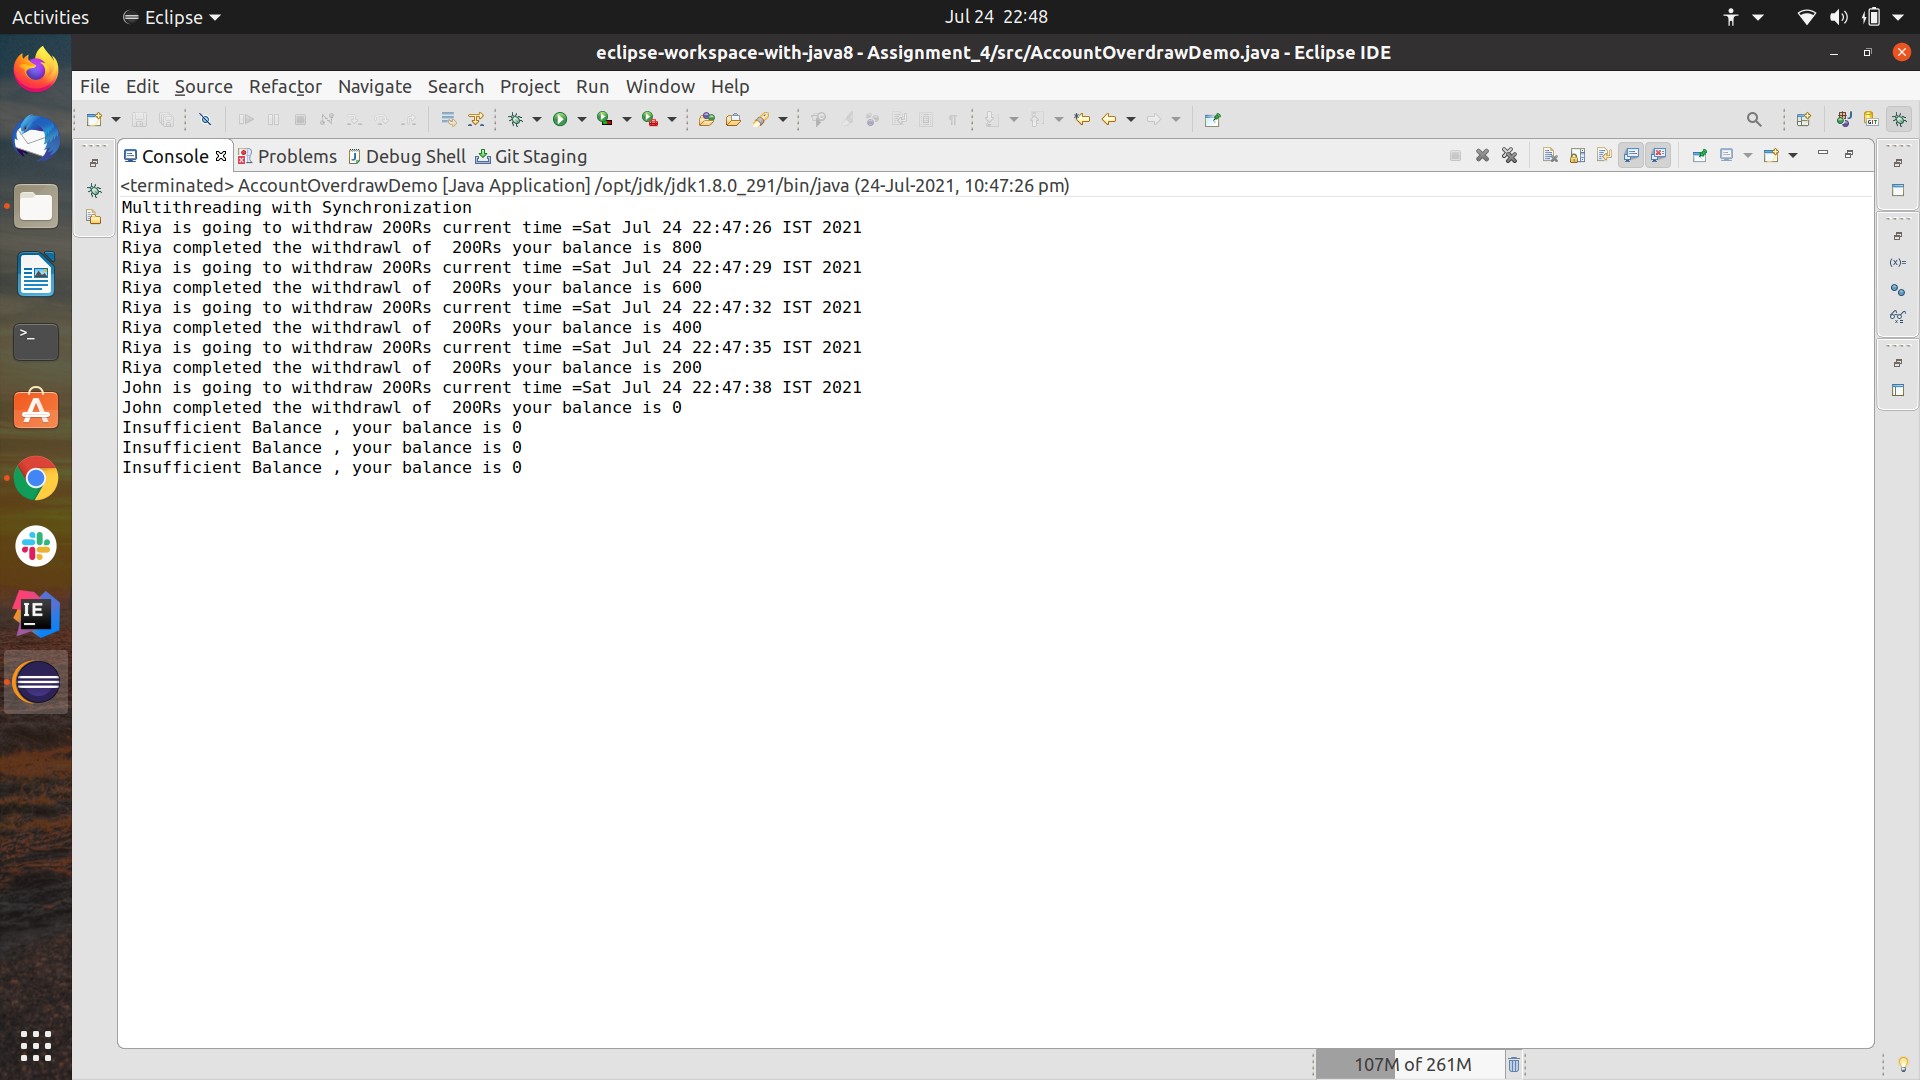 Activities Eclipse Jul 24 22:48
eclipse-workspace-with-java8 - Assignment_4/src/AccountOverdrawDemo.java - Eclipse IDE
File Edit Source Refactor Navigate Search Project Run Window Help
Console Problems Debug Shell Git Staging
<terminated> AccountOverdrawDemo [Java Application] /opt/jdk/jdk1.8.0_291/bin/java (24-Jul-2021, 10:47:26 pm)
Multithreading with Synchronization
Riya is going to withdraw 200Rs current time =Sat Jul 24 22:47:26 IST 2021
Riya completed the withdrawl of  200Rs your balance is 800
Riya is going to withdraw 200Rs current time =Sat Jul 24 22:47:29 IST 2021
Riya completed the withdrawl of  200Rs your balance is 600
Riya is going to withdraw 200Rs current time =Sat Jul 24 22:47:32 IST 2021
Riya completed the withdrawl of  200Rs your balance is 400
Riya is going to withdraw 200Rs current time =Sat Jul 24 22:47:35 IST 2021
Riya completed the withdrawl of  200Rs your balance is 200
John is going to withdraw 200Rs current time =Sat Jul 24 22:47:38 IST 2021
John completed the withdrawl of  200Rs your balance is 0
Insufficient Balance , your balance is 0
Insufficient Balance , your balance is 0
Insufficient Balance , your balance is 0
107M of 261M